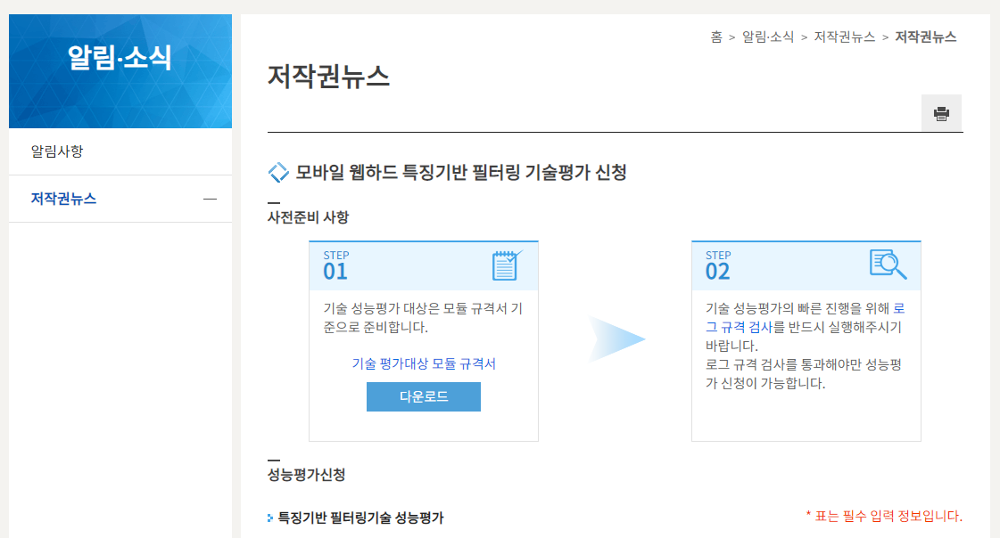 알림·소식
알림사항
저작권뉴스
홈 > 알림·소식 > 저작권뉴스 > 저작권뉴스
저작권뉴스
모바일 웹하드 특징기반 필터링 기술평가 신청
사전준비 사항
STEP
01
기술 성능평가 대상은 모듈 규격서 기
준으로 준비합니다.
기술 평가대상 모듈 규격서
다운로드
STEP
02
기술 성능평가의 빠른 진행을 위해 로
그 규격 검사를 반드시 실행해주시기
바랍니다.
로그 규격 검사를 통과해야만 성능평
가 신청이 가능합니다.
성능평가신청
특징기반 필터링기술 성능평가
* 표는 필수 입력 정보입니다.